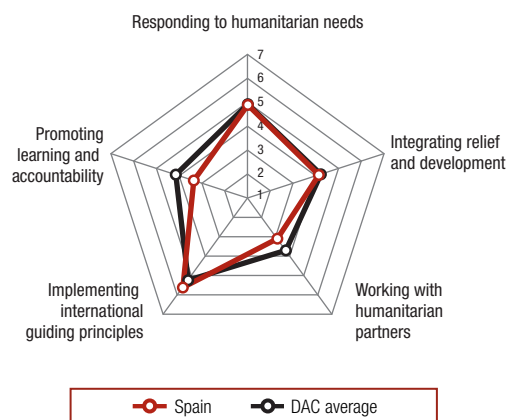 Responding to humanitarian needs
7
6
5
4
3
2
1
Promoting
learning and
accountability
Integrating relief
and development
Implementing
international
guiding principles
Working with
humanitarian
partners
Spain
DAC average